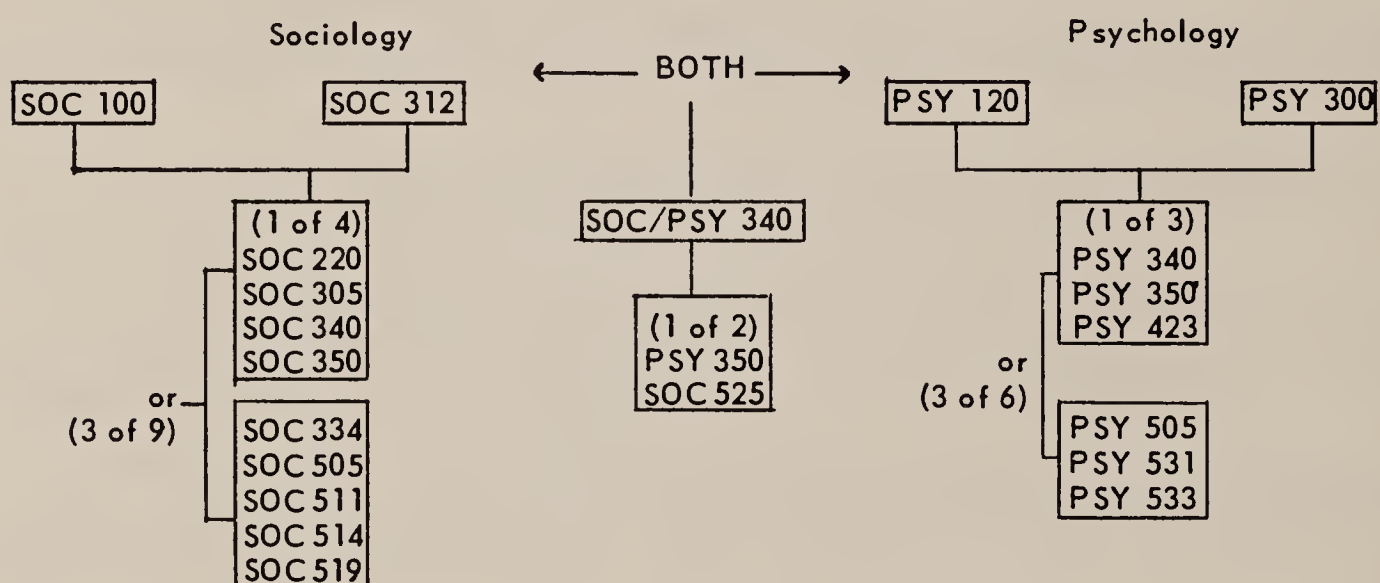 Sociology
SOC 100
SOC 312
(1 of 4)
SOC 220
SOC 305
SOC 340
SOC 350
or
(3 of 9)
SOC 334
SOC 505
SOC 511
SOC 514
SOC 519
BOTH
SOC/PSY 340
(1 of 2)
PSY 350
SOC 525
Psychology
PSY 120
PSY 300
(1 of 3)
PSY 340
PSY 350
PSY 423
or
(3 of 6)
PSY 505
PSY 531
PSY 533